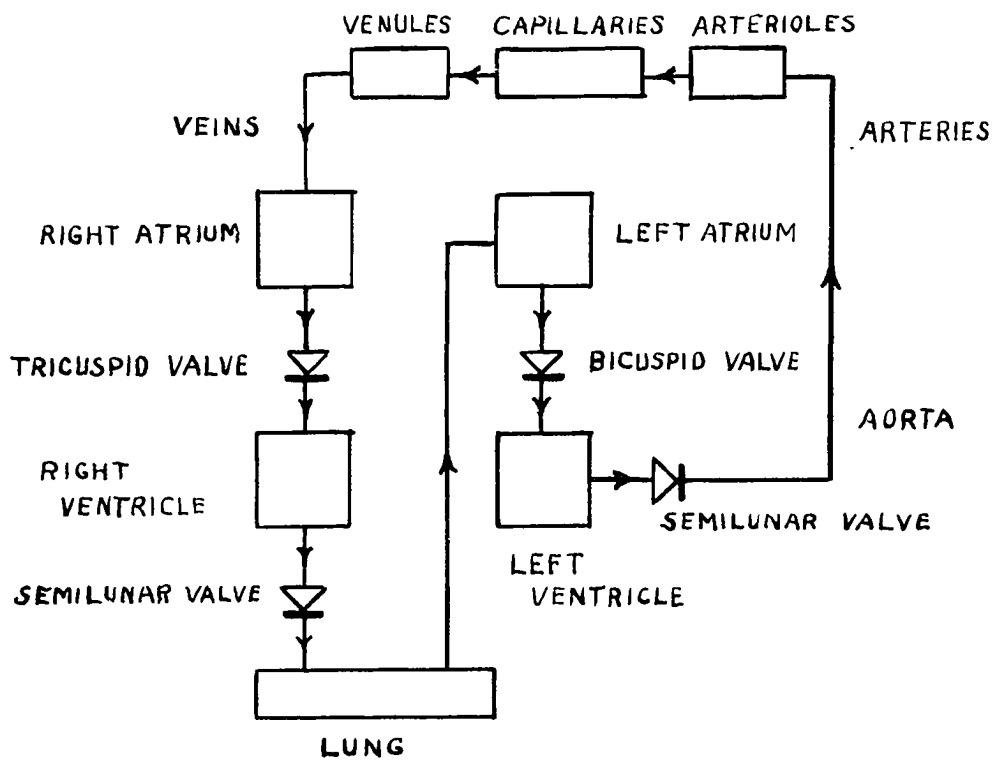 VENULES CAPILLARIES ARTERIOLES
VEINS
ARTERIES
RIGHT ATRIUM
LEFT ATRIUM
TRICUSPID VALVE
BICUSPID VALVE
AORTA
RIGHT
VENTRICLE
SEMILUNAR VALVE
LEFT
VENTRICLE
SEMILUNAR VALVE
LUNG